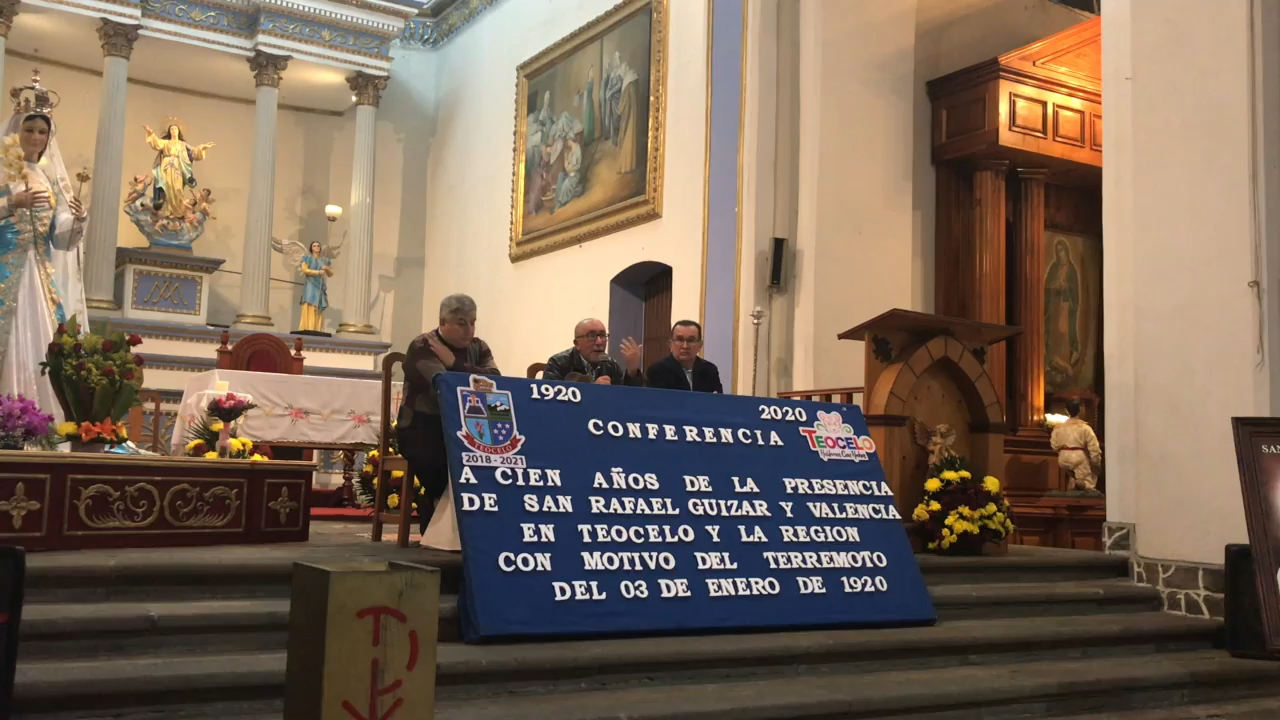 1920
2020
CONFERENCIA
TEOCELO
TEOCELO
2018-2021
A CIEN AÑOS DE LA PRESENCIA
DE SAN RAFAEL GUIZAR Y VALENCIA
EN TEOCELO Y LA REGION
CON MOTIVO DEL TERREMOTO
DEL 03 DE ENERO DE 1920
SAN